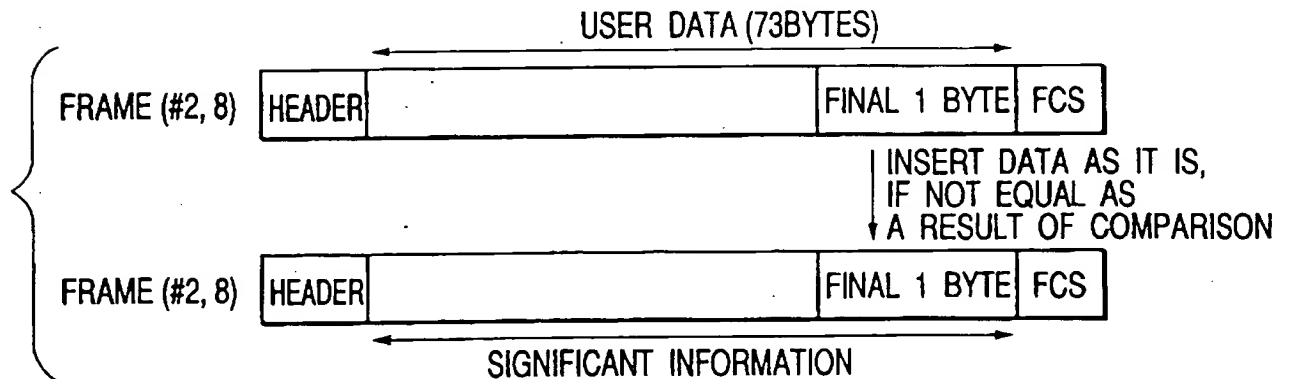 USER DATA (73BYTES)
FRAME (#2, 8) HEADER FINAL 1 BYTE FCS
INSERT DATA AS IT IS,
IF NOT EQUAL AS
A RESULT OF COMPARISON
FRAME (#2, 8) HEADER FINAL 1 BYTE FCS
SIGNIFICANT INFORMATION